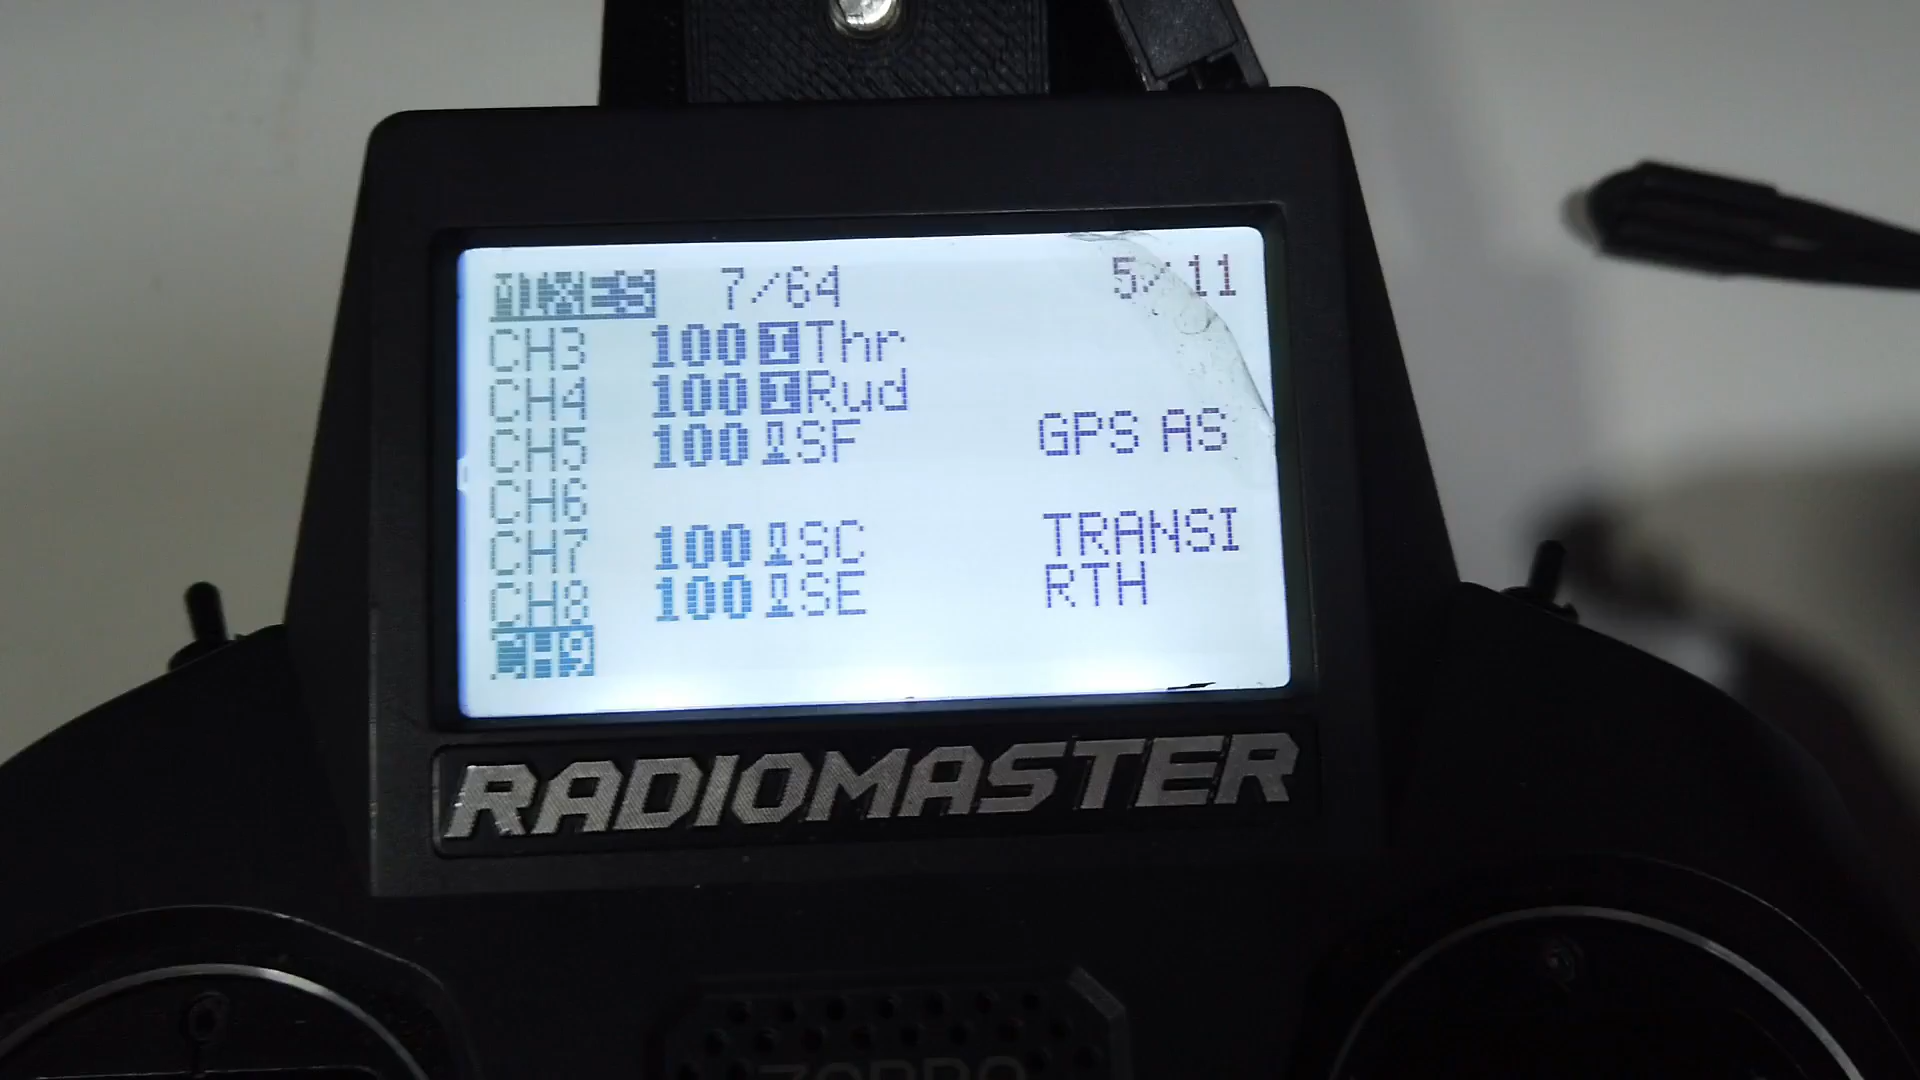 MIXES 7/64 5/11
CH3 100 Thr
CH4 100 Rud
CH5 100 SF GPS AS
CH6
CH7 100 SC TRANSI
CH8 100 SE RTH
CH9
RADIOMASTER
ZORRO